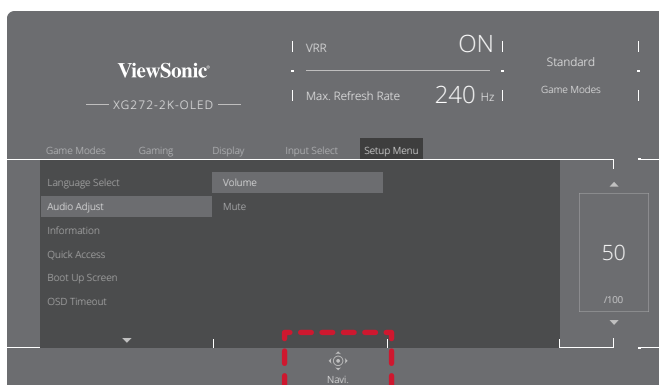 ViewSonic®
XG272-2K-OLED
VRR ON
Max. Refresh Rate 240 Hz
Standard
Game Modes
Game Modes Gaming Display Input Select Setup Menu
Language Select Volume
Audio Adjust Mute
Information
Quick Access
Boot Up Screen
OSD Timeout
50
/100
Navi.